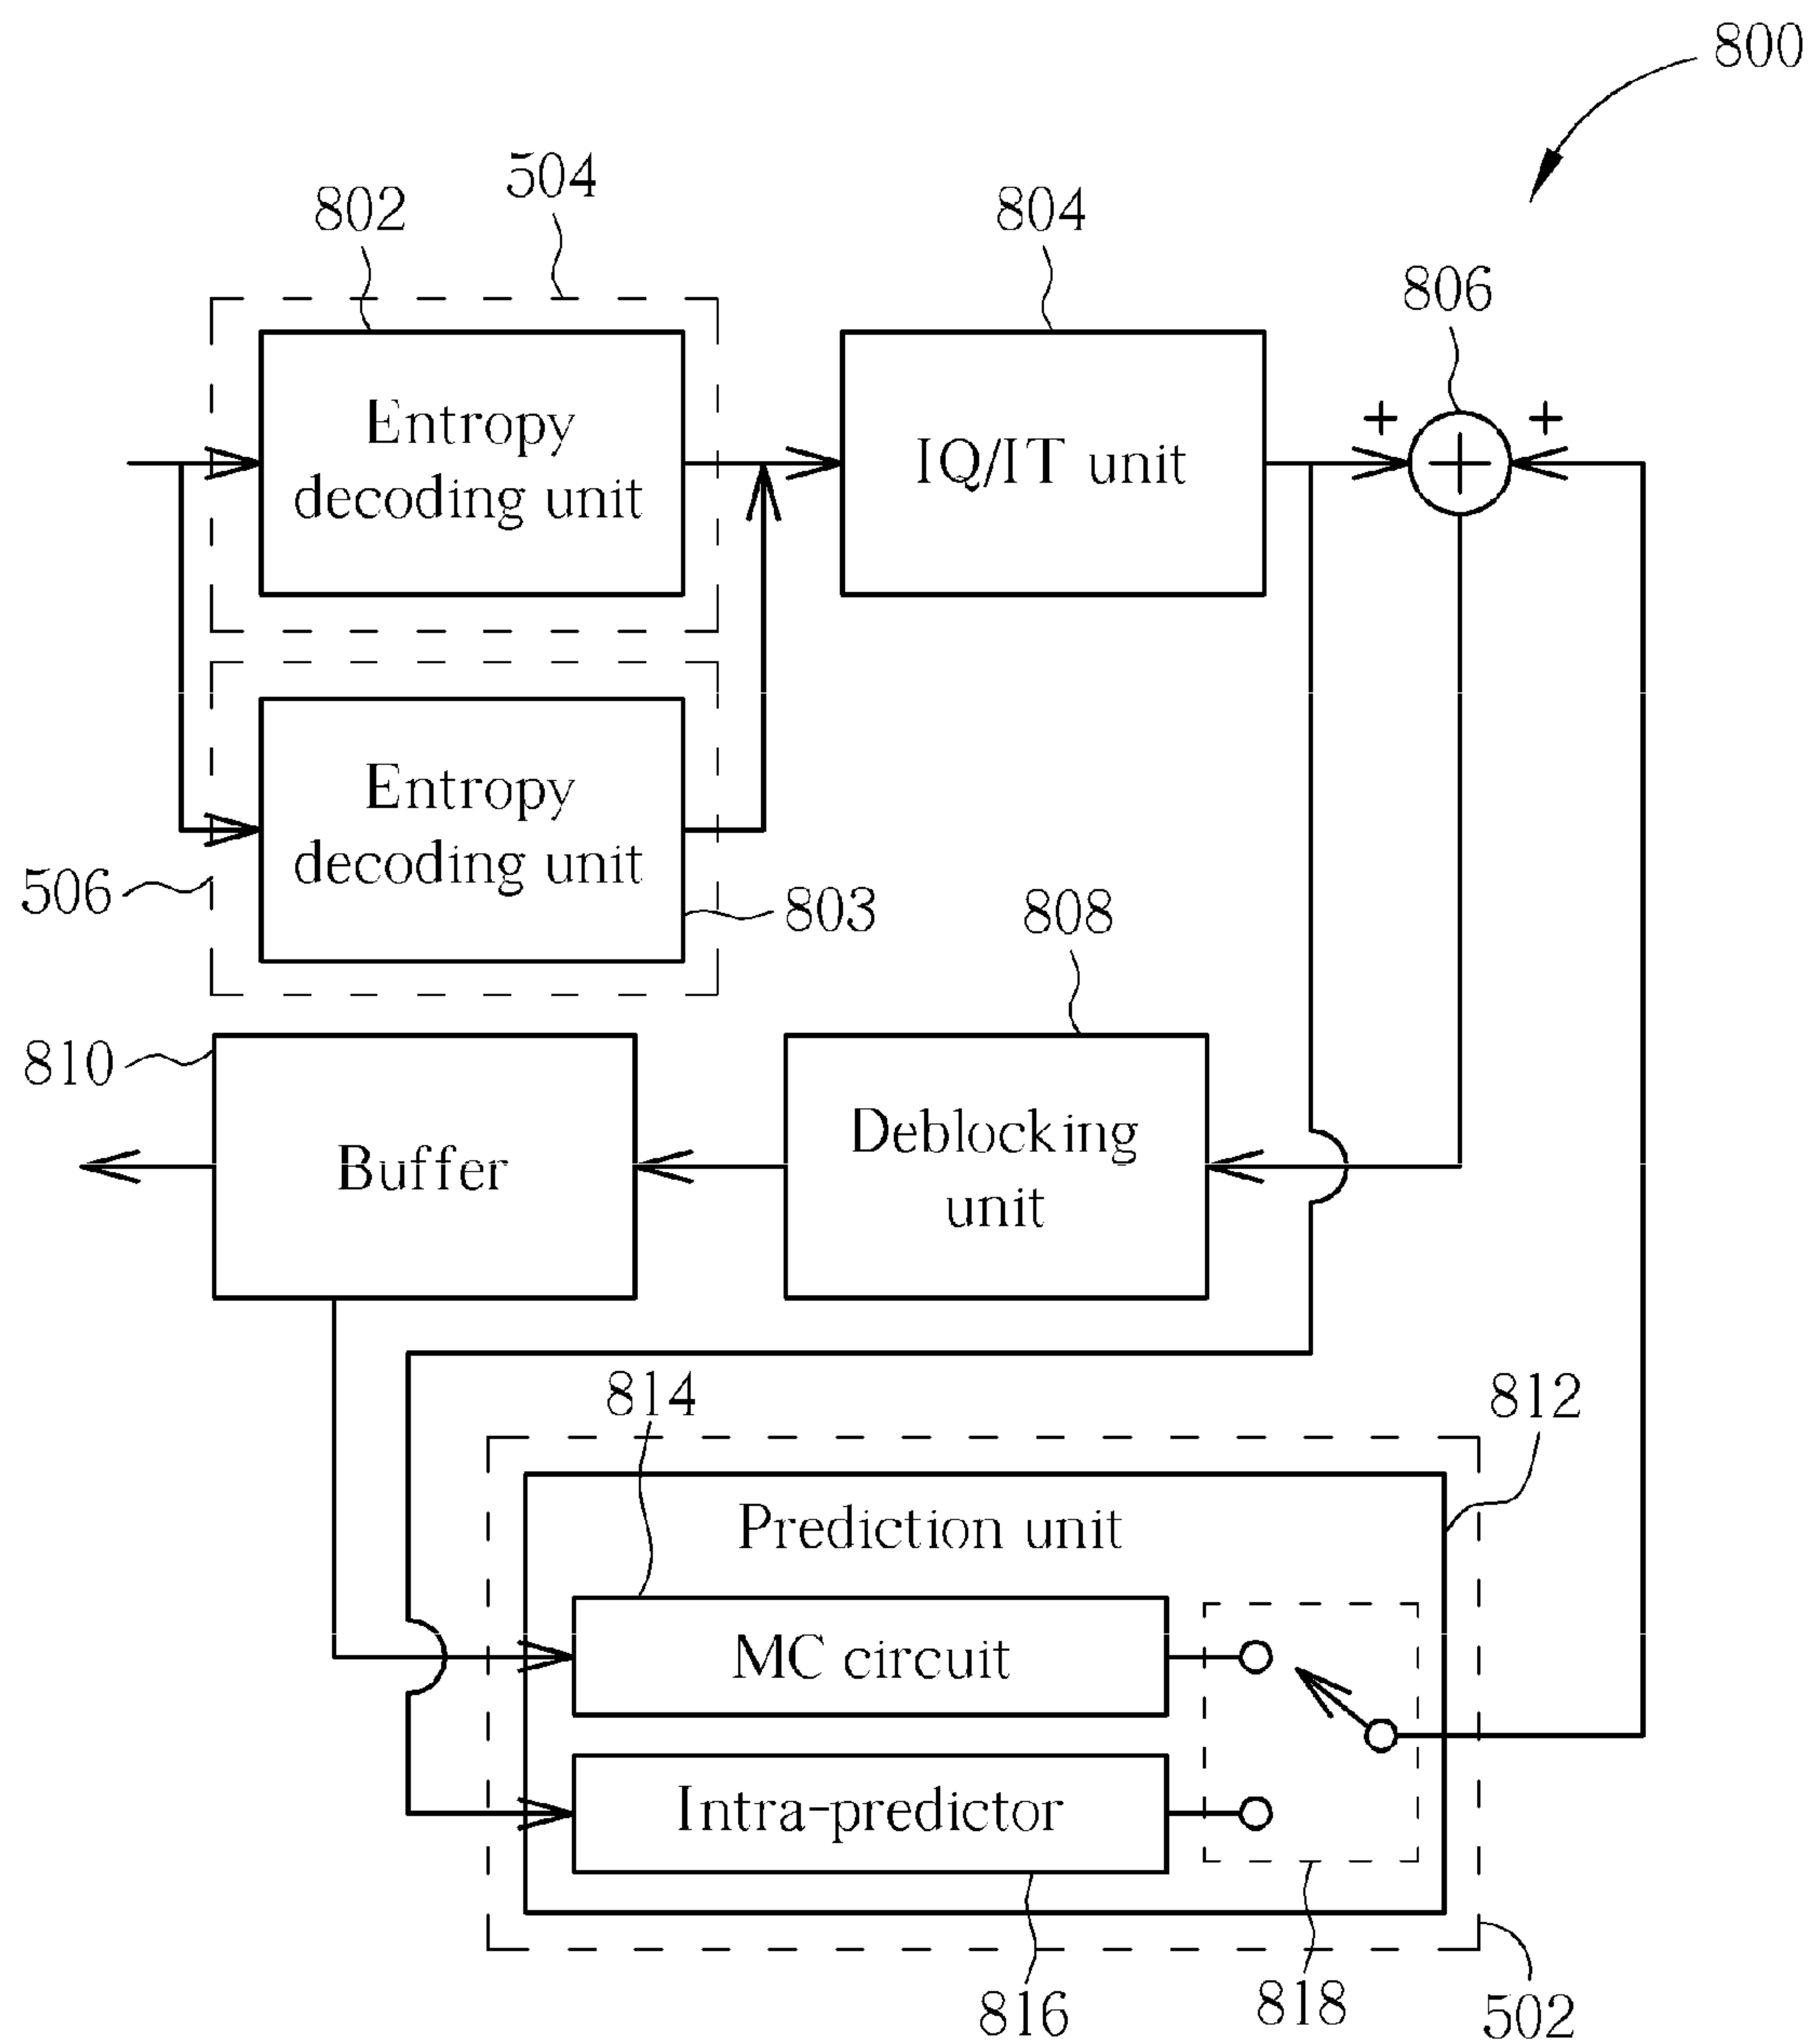 800
504
802
804
806
Entropy
decoding unit
IQ/IT unit
+
+
+
Entropy
decoding unit
506
803
808
810
Buffer
Deblocking
unit
814
812
Prediction unit
MC circuit
Intra-predictor
816
818
502